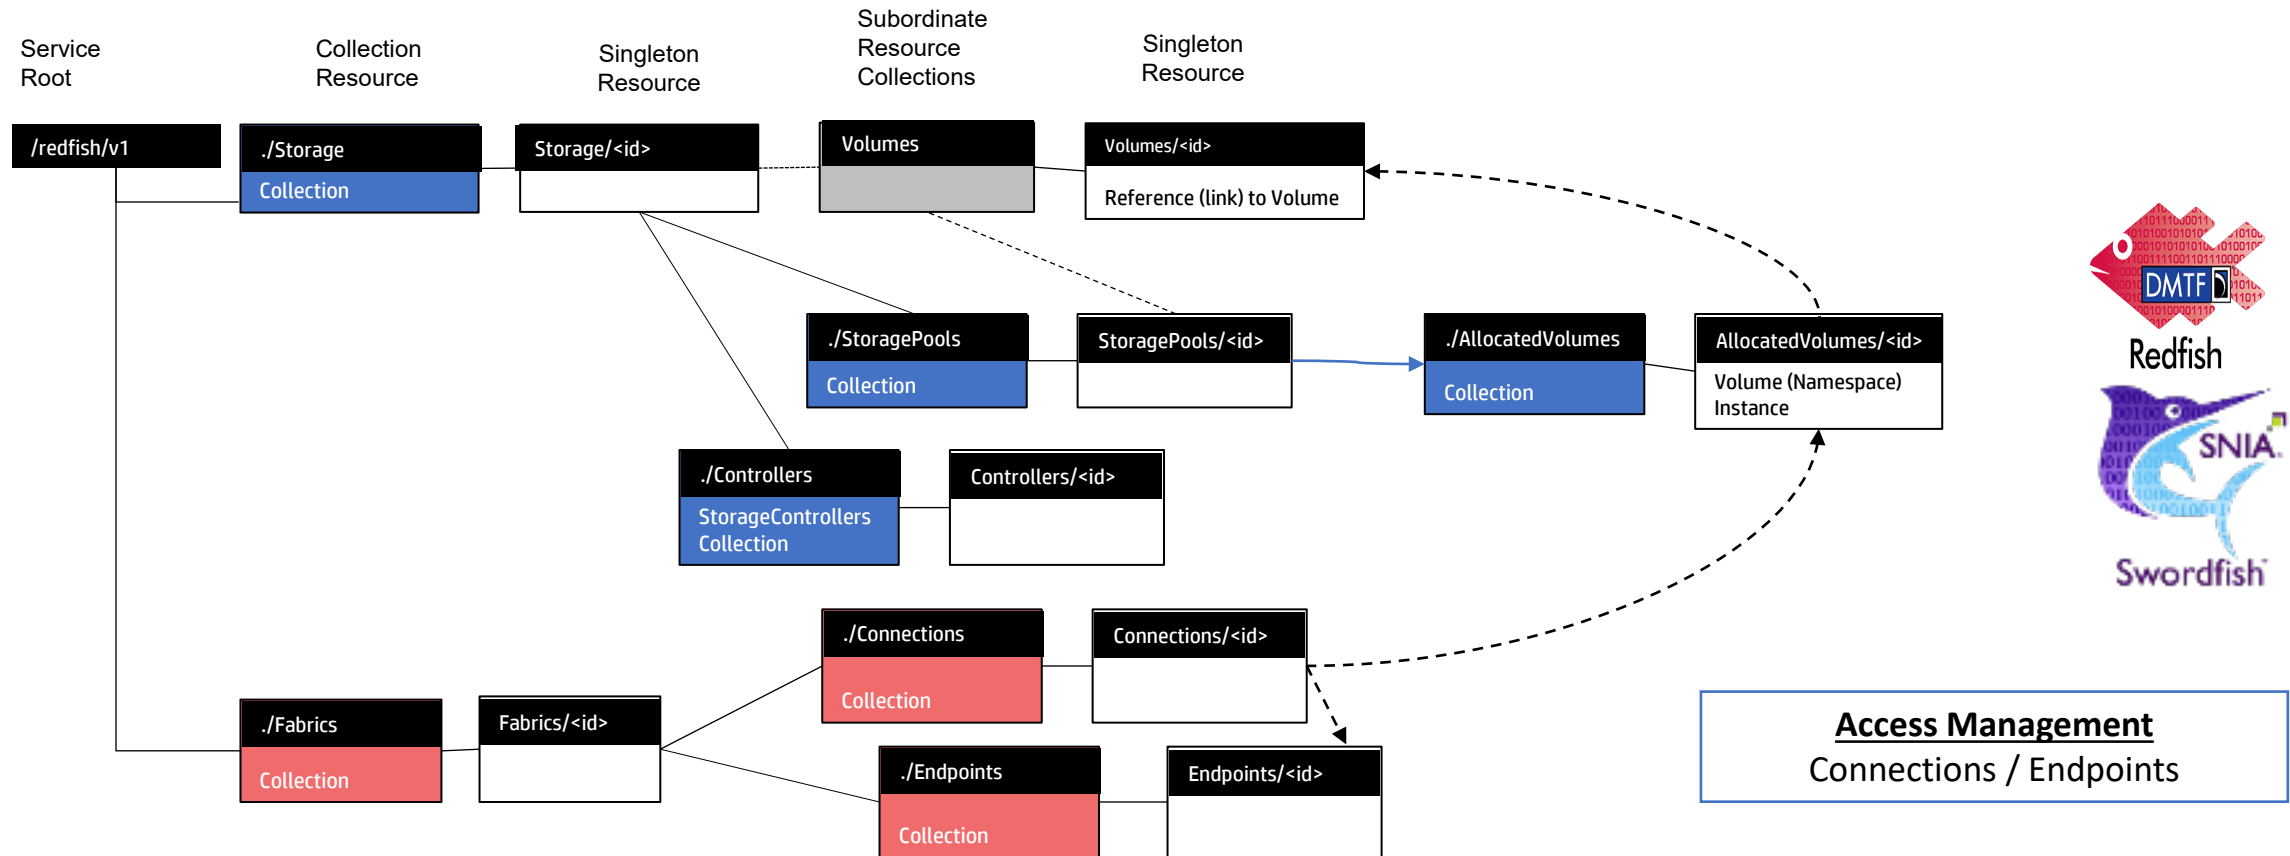 Service
Root
Collection
Resource
Singleton
Resource
Subordinate
Resource
Collections
Singleton
Resource
/redfish/v1
./Storage
Collection
Storage/<id>
Volumes
Volumes/<id>
Reference (link) to Volume
./StoragePools
Collection
StoragePools/<id>
./AllocatedVolumes
Collection
AllocatedVolumes/<id>
Volume (Namespace)
Instance
./Controllers
StorageControllers
Collection
Controllers/<id>
./Connections
Collection
Connections/<id>
./Fabrics
Collection
Fabrics/<id>
./Endpoints
Collection
Endpoints/<id>
DMTF
Redfish
SNIA
Swordfish
Access Management
Connections / Endpoints